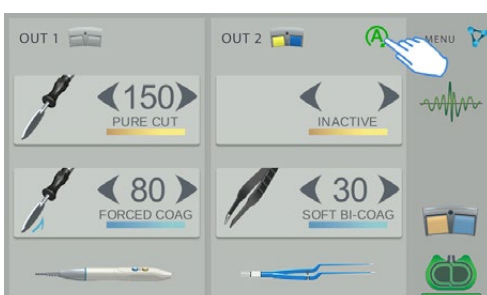 OUT 1
OUT 2
A
MENU
150
PURE CUT
INACTIVE
80
FORCED COAG
30
SOFT BI-COAG